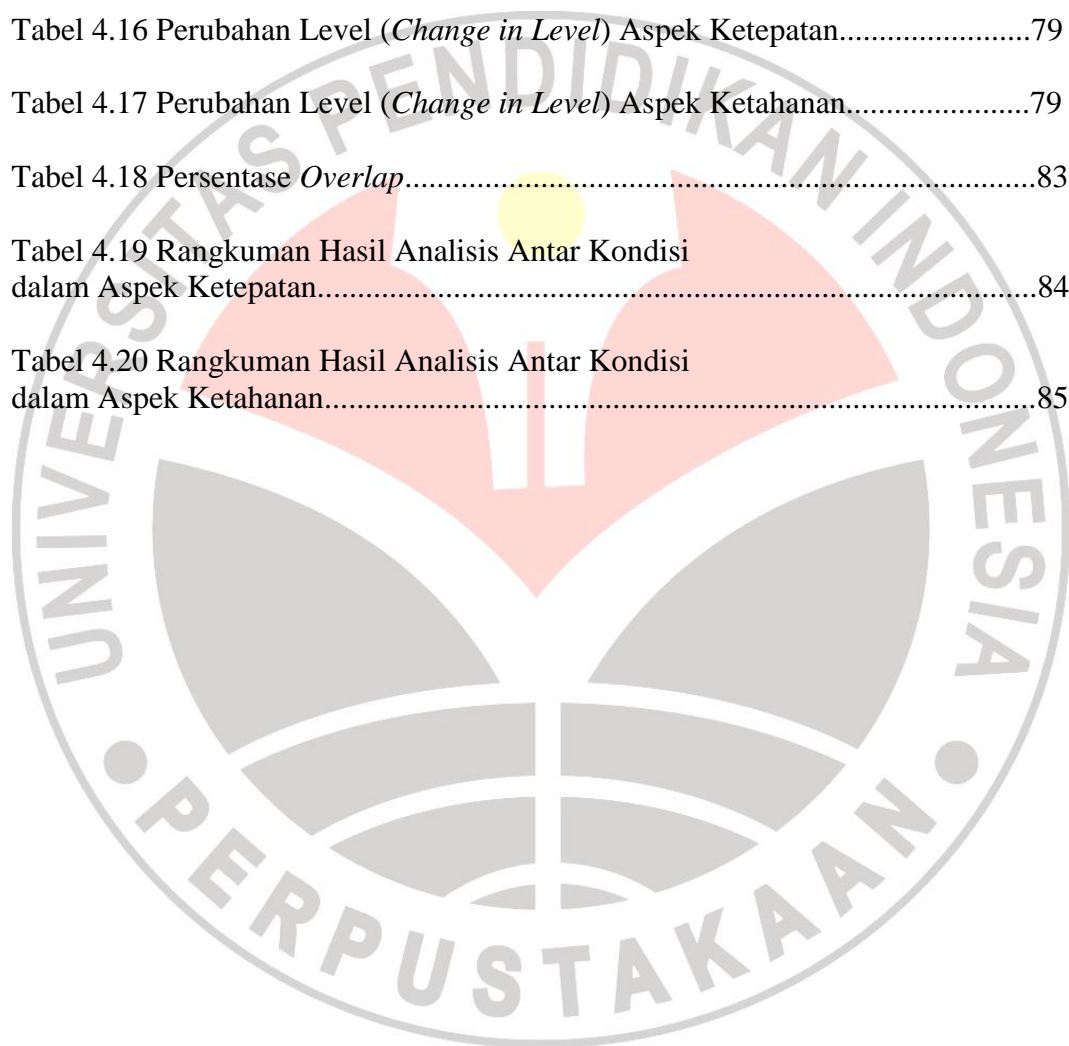 Tabel 4.16 Perubahan Level (Change in Level) Aspek Ketepatan........................79
Tabel 4.17 Perubahan Level (Change in Level) Aspek Ketahanan.......................79
Tabel 4.18 Persentase Overlap...............................................................................83
Tabel 4.19 Rangkuman Hasil Analisis Antar Kondisi
dalam Aspek Ketepatan..........................................................................................84
Tabel 4.20 Rangkuman Hasil Analisis Antar Kondisi
dalam Aspek Ketahanan.........................................................................................85
UNIVERSITAS PENDIDIKAN INDONESIA
PERPUSTAKAAN